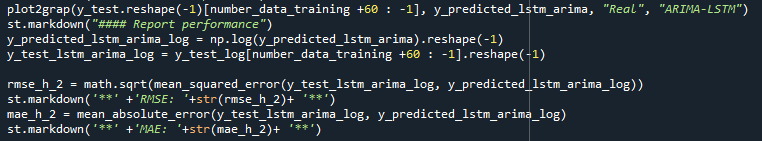 plot2grap(y_test.reshape(-1)[number_data_training +60 : -1], y_predicted_lstm_arima, "Real", "ARIMA-LSTM")
st.markdown("#### Report performance")
y_predicted_lstm_arima_log = np.log(y_predicted_lstm_arima).reshape(-1)
y_test_lstm_arima_log = y_test_log[number_data_training +60 : -1].reshape(-1)
rmse_h_2 = math.sqrt(mean_squared_error(y_test_lstm_arima_log, y_predicted_lstm_arima_log))
st.markdown('**' +'RMSE: '+str(rmse_h_2)+ '**')
mae_h_2 = mean_absolute_error(y_test_lstm_arima_log, y_predicted_lstm_arima_log)
st.markdown('**' +'MAE: '+str(mae_h_2)+ '**')